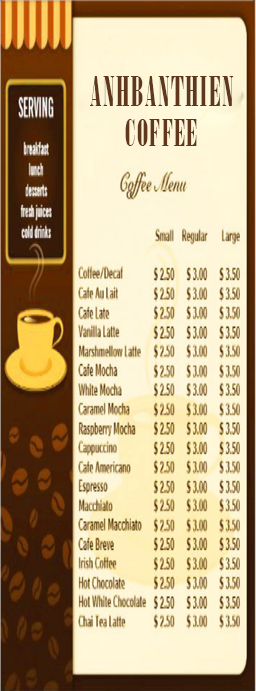 SERVING
breakfast
lunch
desserts
fresh juices
cold drinks
ANHBANTHIEN
COFFEE
Coffee Menu
Small Regular Large
Coffee/Decaf $2.50 $3.00 $3.50
Cafe Au Lait $2.50 $3.00 $3.50
Cafe Late $2.50 $3.00 $3.50
Vanilla Latte $2.50 $3.00 $3.50
Marshmellow Latte $2.50 $3.00 $3.50
Cafe Mocha $2.50 $3.00 $3.50
White Mocha $2.50 $3.00 $3.50
Caramel Mocha $2.50 $3.00 $3.50
Raspberry Mocha $2.50 $3.00 $3.50
Cappuccino $2.50 $3.00 $3.50
Cafe Americano $2.50 $3.00 $3.50
Espresso $2.50 $3.00 $3.50
Macchiato $2.50 $3.00 $3.50
Caramel Macchiato $2.50 $3.00 $3.50
Cafe Breve $2.50 $3.00 $3.50
Irish Coffee $2.50 $3.00 $3.50
Hot Chocolate $2.50 $3.00 $3.50
Hot White Chocolate $2.50 $3.00 $3.50
Chai Tea Latte $2.50 $3.00 $3.50